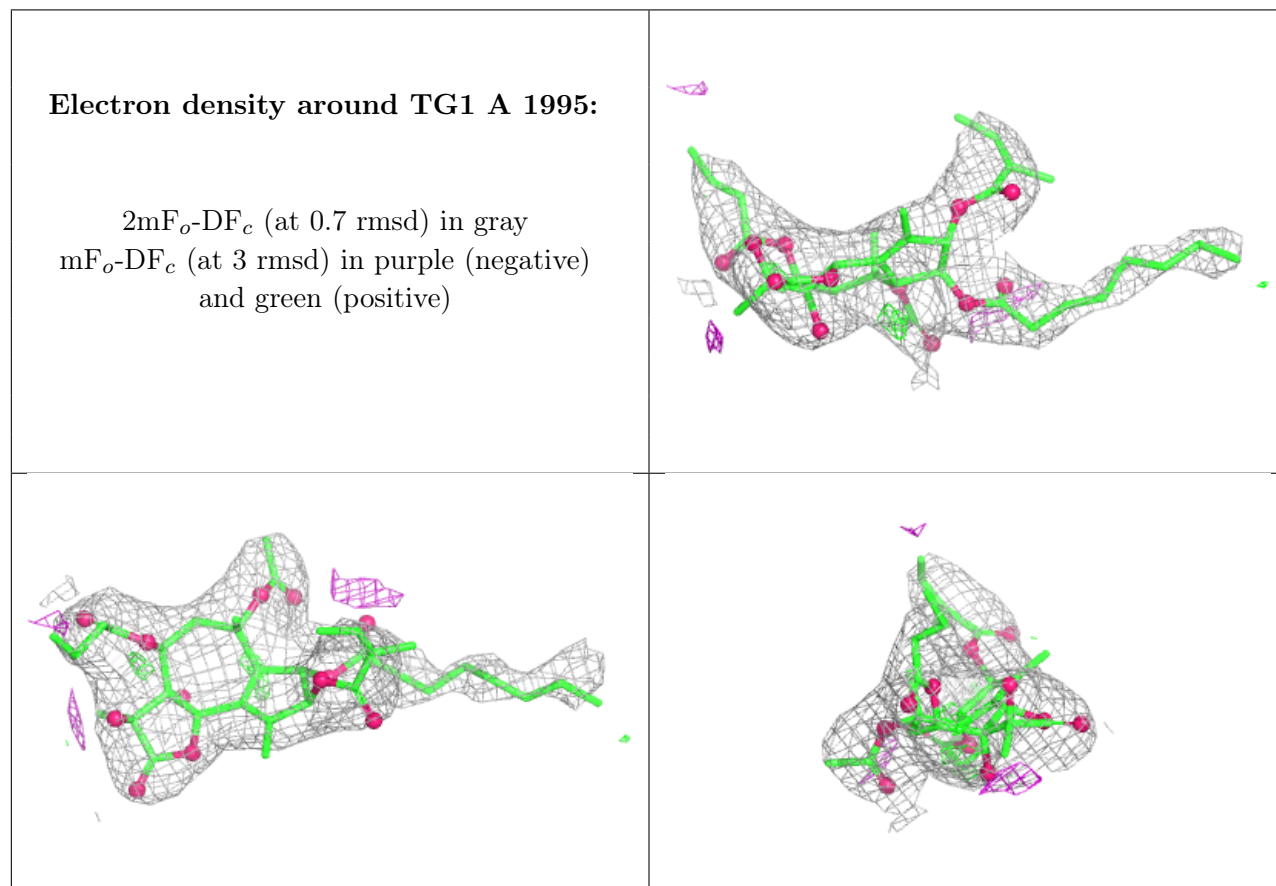 Electron density around TG1 A 1995:
2mFo-DFc (at 0.7 rmsd) in gray
mFo-DFc (at 3 rmsd) in purple (negative)
and green (positive)